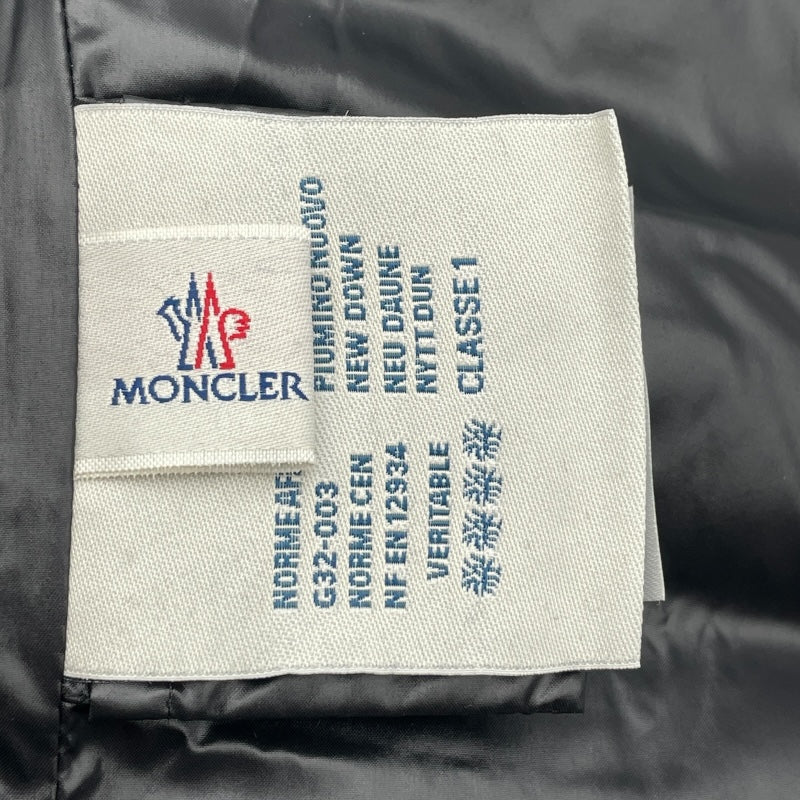 MONCLER
PIUMINO NUOVO
NEW DOWN
NEU DAUNE
NYTT DUN
CLASSE 1
NORME
G32-003
NORME CEN
NF EN 12934
VERITABLE